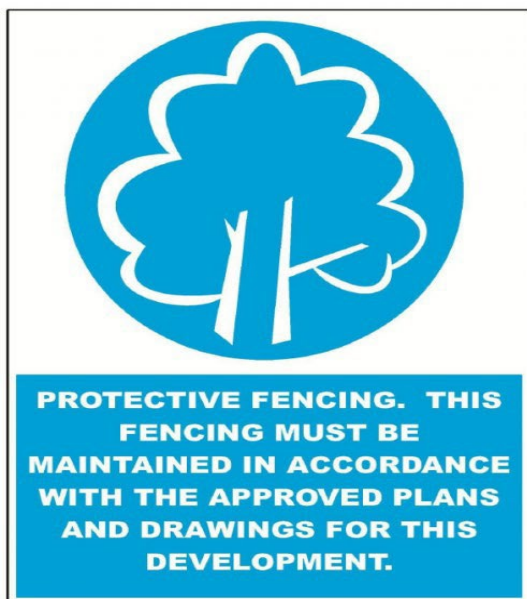 PROTECTIVE FENCING.  THIS
FENCING MUST BE
MAINTAINED IN ACCORDANCE
WITH THE APPROVED PLANS
AND DRAWINGS FOR THIS
DEVELOPMENT.